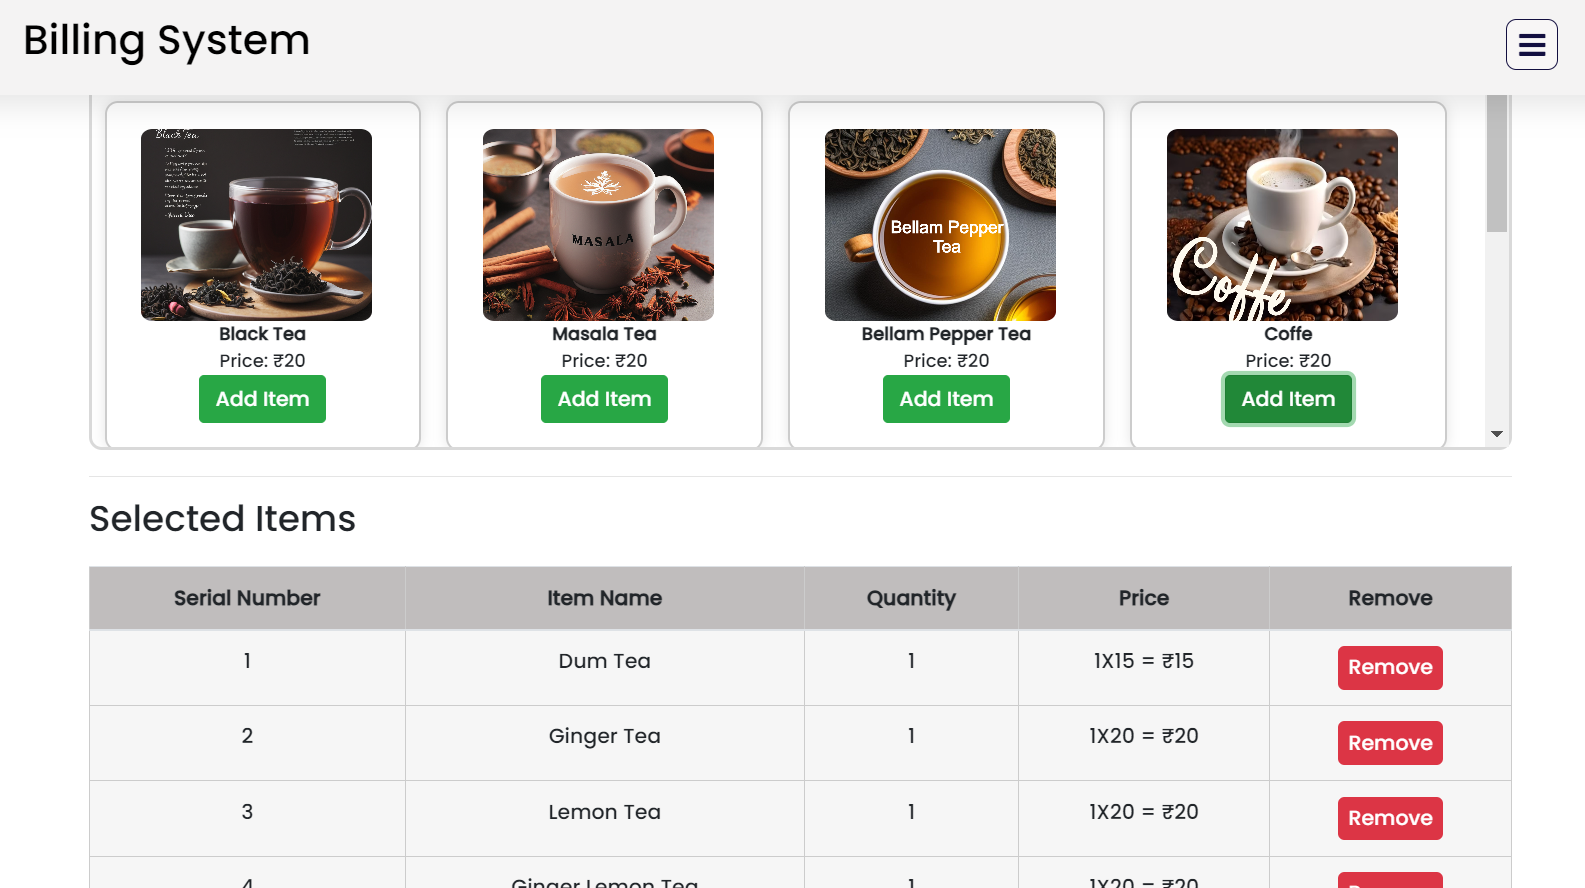 Billing System
Black Tea
MASALA
Bellam Pepper
Tea
Coffe
Black Tea
Masala Tea
Bellam Pepper Tea
Coffe
Price: ₹20
Price: ₹20
Price: ₹20
Price: ₹20
Add Item
Add Item
Add Item
Add Item
Selected Items
Serial Number Item Name Quantity Price Remove
1 Dum Tea 1 1X15 = ₹15 Remove
2 Ginger Tea 1 1X20 = ₹20 Remove
3 Lemon Tea 1 1X20 = ₹20 Remove
4 Ginger Lemon Tea 1 1X20 = ₹20